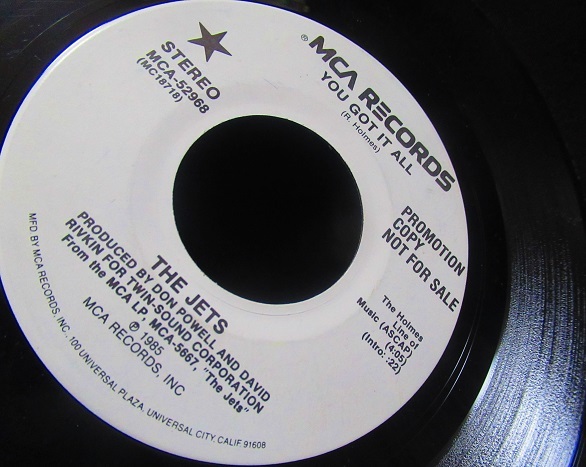 ® MCA RECORDS
YOU GOT IT ALL
(R. Holmes)
STEREO
MCA-52968
(MC18718)
PROMOTION
COPY
NOT FOR SALE
The Holmes
Line of
Music (ASCAP)
(4:05)
(Intro: :22)
THE JETS
PRODUCED BY DON POWELL AND DAVID
RIVKIN FOR TWIN SOUND CORPORATION
From the MCA LP, MCA-5667, "The Jets"
℗ 1985
MCA RECORDS, INC
MFD. BY MCA RECORDS, INC., 100 UNIVERSAL PLAZA, UNIVERSAL CITY, CALIF. 91608